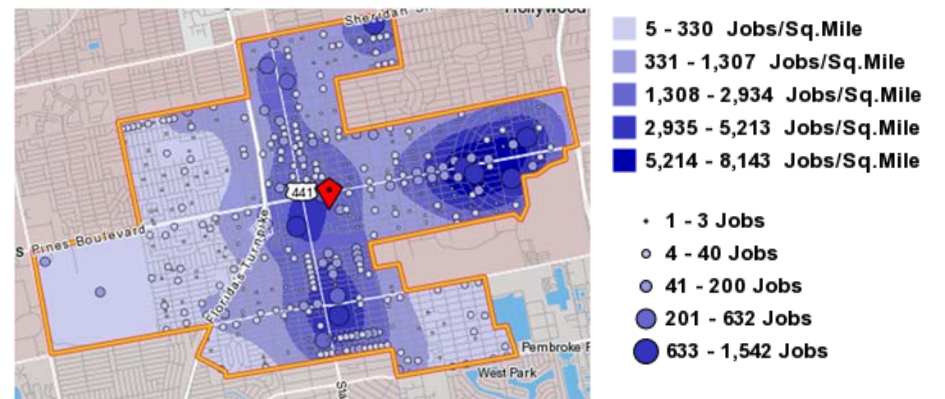 Sheridan
Hollywood
5 - 330 Jobs/Sq.Mile
331 - 1,307 Jobs/Sq.Mile
1,308 - 2,934 Jobs/Sq.Mile
2,935 - 5,213 Jobs/Sq.Mile
5,214 - 8,143 Jobs/Sq.Mile
441
s Pines Boulevard
Florida's Turnpike
1 - 3 Jobs
4 - 40 Jobs
41 - 200 Jobs
201 - 632 Jobs
633 - 1,542 Jobs
Pembroke
West Park
Sta